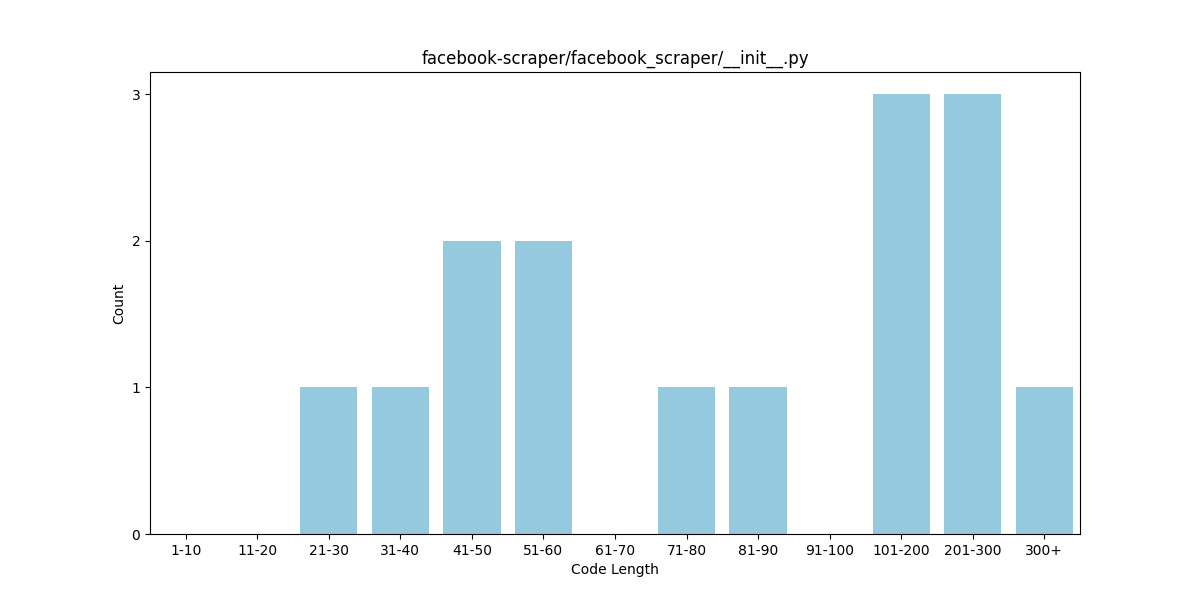 facebook-scraper/facebook_scraper/__init__.py
Count
3
2
1
0
1-10 11-20 21-30 31-40 41-50 51-60 61-70 71-80 81-90 91-100 101-200 201-300 300+
Code Length